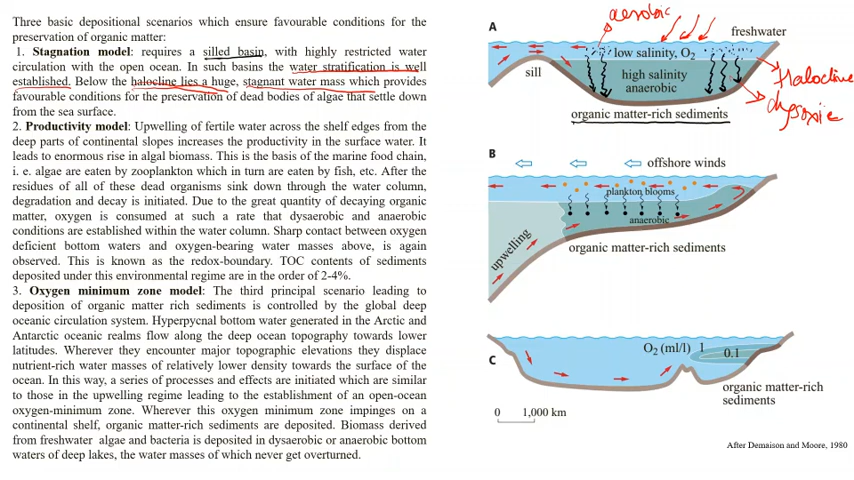 Three basic depositional scenarios which ensure favourable conditions for the
preservation of organic matter:
1. Stagnation model: requires a silled basin, with highly restricted water
circulation with the open ocean. In such basins the water stratification is well
established. Below the halocline lies a huge, stagnant water mass which provides
favourable conditions for the preservation of dead bodies of algae that settle down
from the sea surface.
2. Productivity model: Upwelling of fertile water across the shelf edges from the
deep parts of continental slopes increases the productivity in the surface water. It
leads to enormous rise in algal biomass. This is the basis of the marine food chain,
i. e. algae are eaten by zooplankton which in turn are eaten by fish, etc. After the
residues of all of these dead organisms sink down through the water column,
degradation and decay is initiated. Due to the great quantity of decaying organic
matter, oxygen is consumed at such a rate that dysaerobic and anaerobic
conditions are established within the water column. Sharp contact between oxygen
deficient bottom waters and oxygen-bearing water masses above, is again
observed. This is known as the redox-boundary. TOC contents of sediments
deposited under this environmental regime are in the order of 2-4%.
3. Oxygen minimum zone model: The third principal scenario leading to
deposition of organic matter rich sediments is controlled by the global deep
oceanic circulation system. Hyperpycnal bottom water generated in the Arctic and
Antarctic oceanic realms flow along the deep ocean topography towards lower
latitudes. Wherever they encounter major topographic elevations they displace
nutrient-rich water masses of relatively lower density towards the surface of the
ocean. In this way, a series of processes and effects are initiated which are similar
to those in the upwelling regime leading to the establishment of an open-ocean
oxygen-minimum zone. Wherever this oxygen minimum zone impinges on a
continental shelf, organic matter-rich sediments are deposited. Biomass derived
from freshwater algae and bacteria is deposited in dysaerobic or anaerobic bottom
waters of deep lakes, the water masses of which never get overturned.
aerobic
A
freshwater
low salinity, O2
sill
high salinity
anaerobic
Halocline
dysoxic
organic matter-rich sediments
B
offshore winds
plankton blooms
anaerobic
upwelling
organic matter-rich sediments
C
O2 (ml/l) 1
0.1
organic matter-rich
sediments
0 1,000 km
After Demaison and Moore, 1980